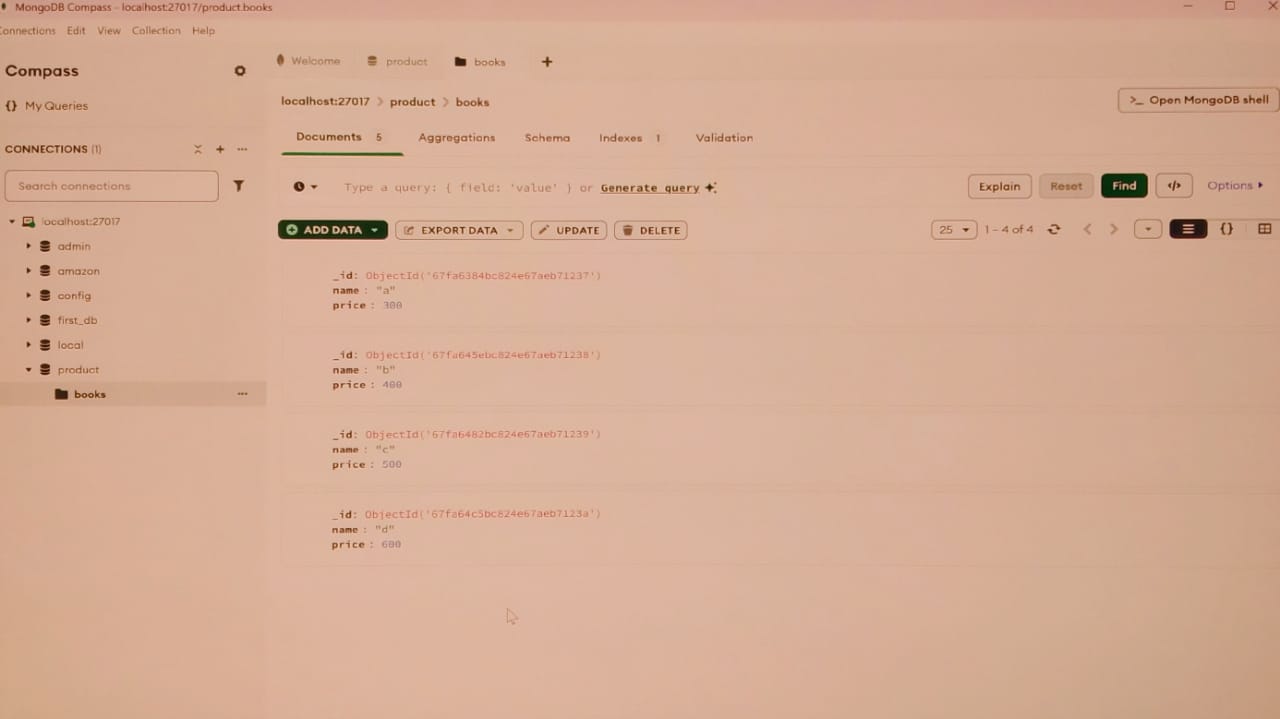 MongoDB Compass - localhost:27017/product.books
Connections Edit View Collection Help
Compass
{} My Queries
CONNECTIONS (1)
Search connections
localhost:27017
admin
amazon
config
first_db
local
product
books
Welcome product books
localhost:27017 > product > books
>_ Open MongoDB shell
Documents 5 Aggregations Schema Indexes 1 Validation
Type a query: { field: 'value' } or Generate query
Explain Reset Find </> Options
ADD DATA EXPORT DATA UPDATE DELETE
25 1 – 4 of 4 {}
_id: ObjectId('67fa6384bc824e67aeb71237')
name : "a"
price : 300
_id: ObjectId('67fa645ebc824e67aeb71238')
name : "b"
price : 400
_id: ObjectId('67fa6482bc824e67aeb71239')
name : "c"
price : 500
_id: ObjectId('67fa64c5bc824e67aeb7123a')
name : "d"
price : 600